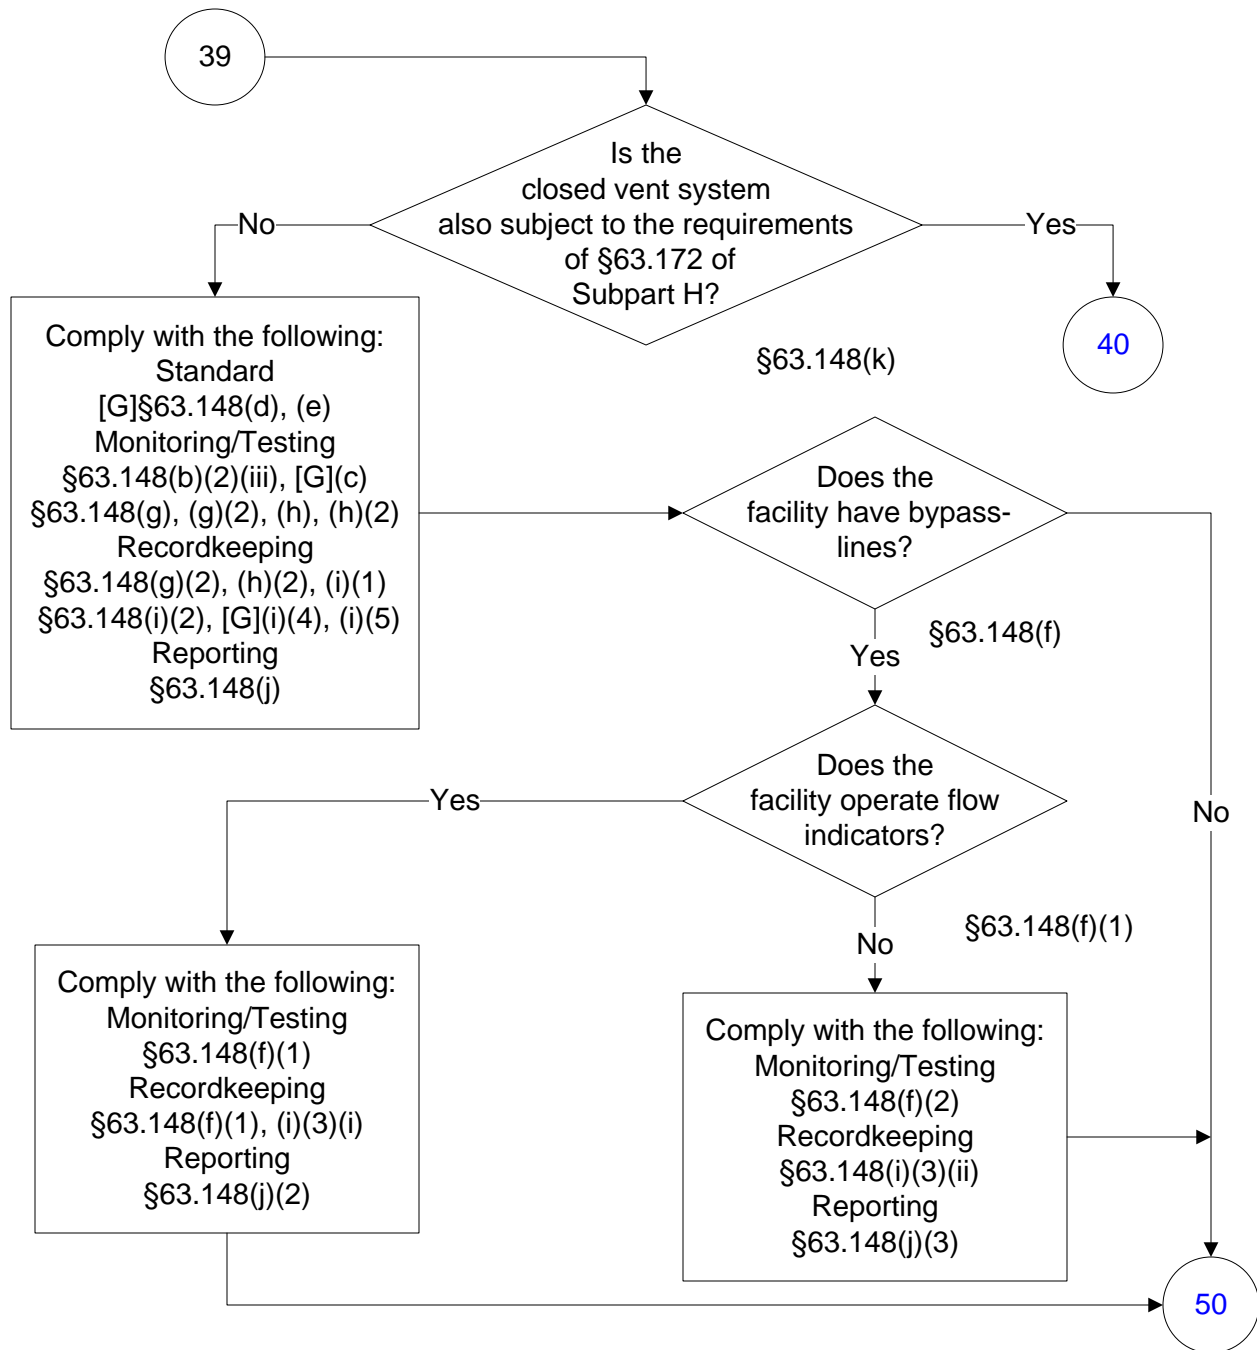 39
Is the
closed vent system
also subject to the requirements
of §63.172 of
Subpart H?
No
Yes
40
§63.148(k)
Comply with the following:
Standard
[G]§63.148(d), (e)
Monitoring/Testing
§63.148(b)(2)(iii), [G](c)
§63.148(g), (g)(2), (h), (h)(2)
Recordkeeping
§63.148(g)(2), (h)(2), (i)(1)
§63.148(i)(2), [G](i)(4), (i)(5)
Reporting
§63.148(j)
Does the
facility have bypass-
lines?
§63.148(f)
Yes
No
Does the
facility operate flow
indicators?
Yes
§63.148(f)(1)
No
Comply with the following:
Monitoring/Testing
§63.148(f)(1)
Recordkeeping
§63.148(f)(1), (i)(3)(i)
Reporting
§63.148(j)(2)
Comply with the following:
Monitoring/Testing
§63.148(f)(2)
Recordkeeping
§63.148(i)(3)(ii)
Reporting
§63.148(j)(3)
50